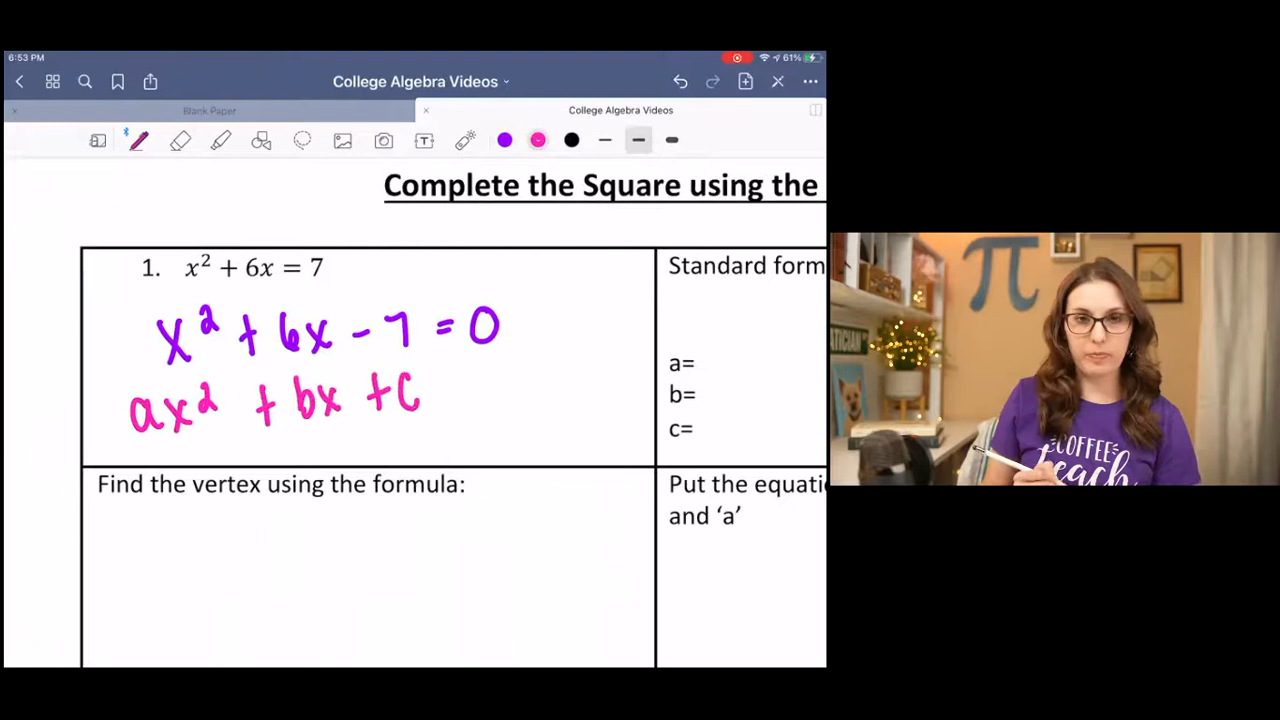 6:53 PM
61%
College Algebra Videos
Blank Paper
College Algebra Videos
T
Complete the Square using the
1. x² + 6x = 7
x² + 6x - 7 = 0
ax² + bx + c
Standard form
a=
b=
c=
Find the vertex using the formula:
Put the equati
and ‘a’
π
COFFEE
teach